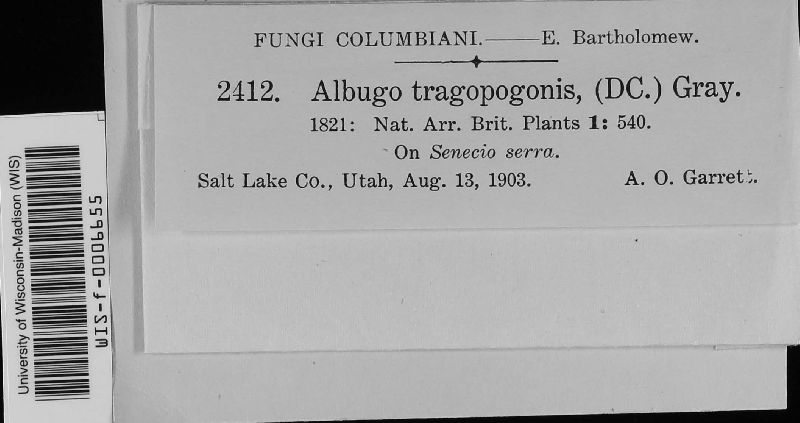 FUNGI COLUMBIANI.——E. Bartholomew.
2412. Albugo tragopogonis, (DC.) Gray.
1821: Nat. Arr. Brit. Plants 1: 540.
On Senecio serra.
Salt Lake Co., Utah, Aug. 13, 1903. A. O. Garrett.
University of Wisconsin-Madison (WIS)
WIS-f-0006655